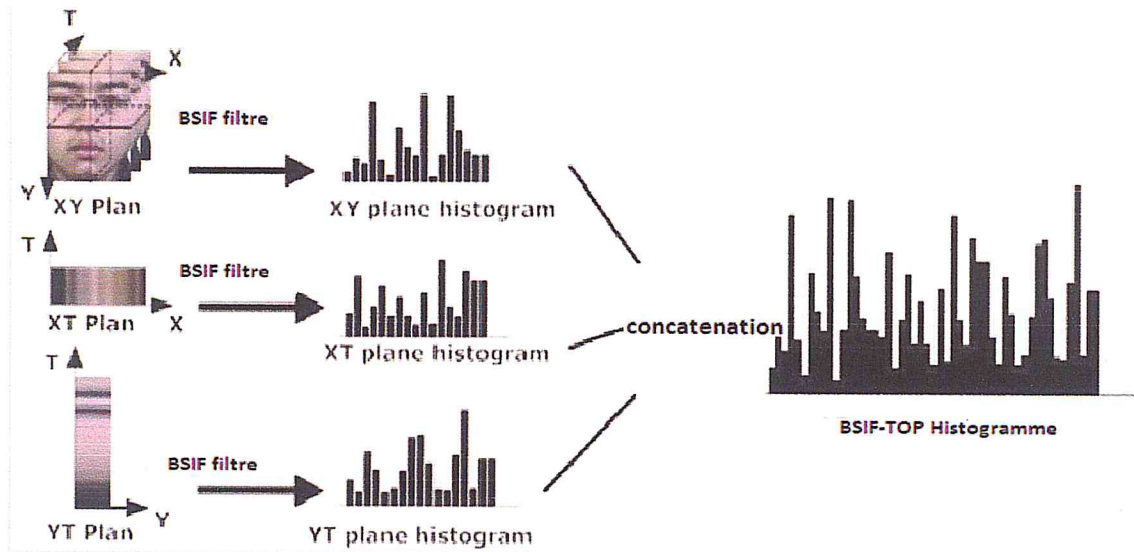 T
X
BSIF filtre
Y
XY Plan
XY plane histogram
T
BSIF filtre
XT Plan
X
XT plane histogram
concatenation
T
BSIF filtre
YT Plan
Y
YT plane histogram
BSIF-TOP Histogramme